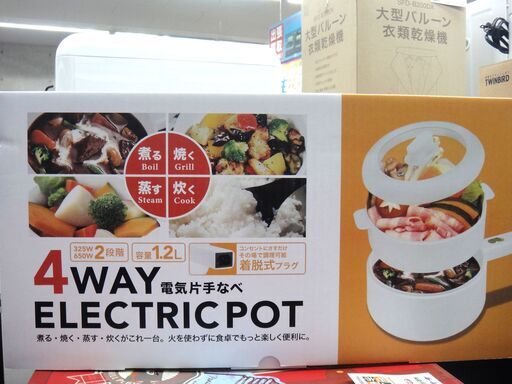 SFD-B200DR
大型バルーン
衣類乾燥機
TWINBIRD
煮る
Boil
焼く
Grill
蒸す
Steam
炊く
Cook
325W
650W
2段階
容量1.2L
コンセントにさすだけ
その場で調理可能
着脱式プラグ
4WAY 電気片手なべ
ELECTRICPOT
煮る・焼く・蒸す・炊くがこれ一台。火を使わずに食卓でもっと楽しく便利に。